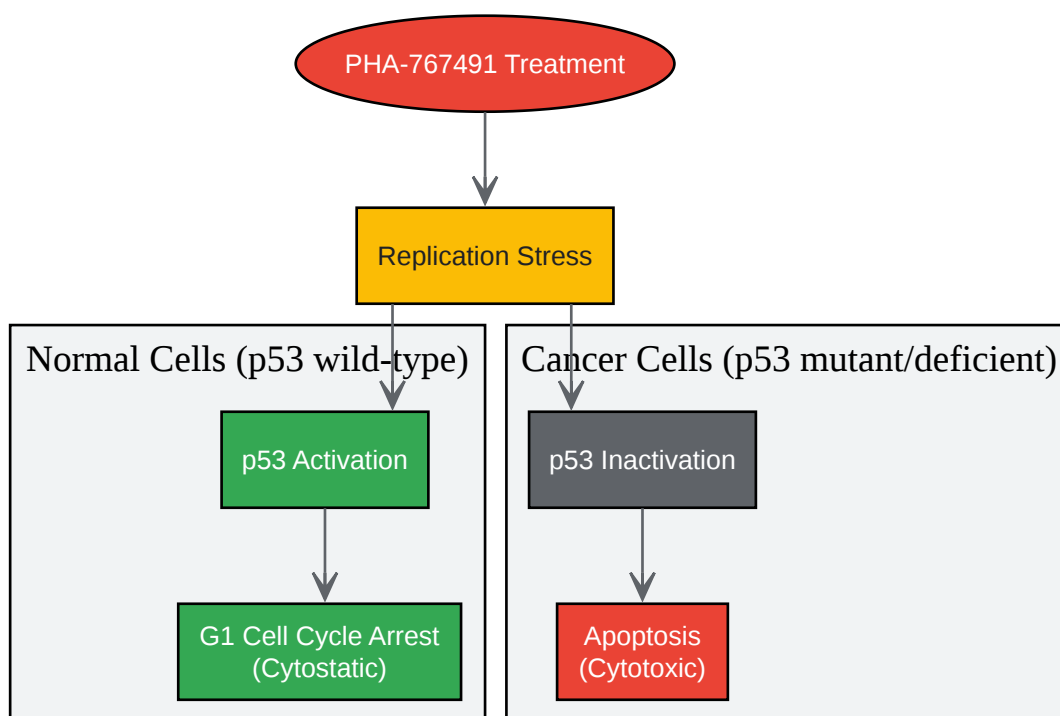 PHA-767491 Treatment
Replication Stress
Normal Cells (p53 wild-type)
Cancer Cells (p53 mutant/deficient)
p53 Activation
p53 Inactivation
G1 Cell Cycle Arrest
(Cytostatic)
Apoptosis
(Cytotoxic)